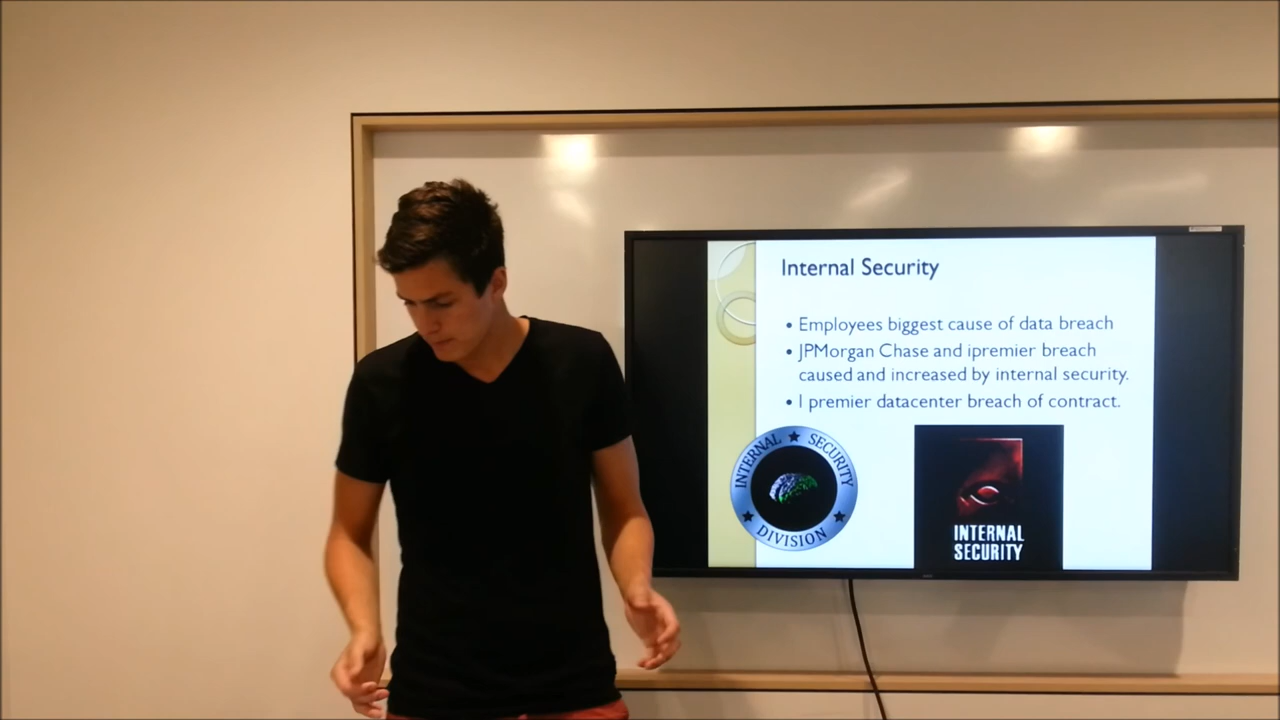 Internal Security
• Employees biggest cause of data breach
• JPMorgan Chase and ipremier breach
caused and increased by internal security.
• I premier datacenter breach of contract.
INTERNAL SECURITY
DIVISION
INTERNAL
SECURITY